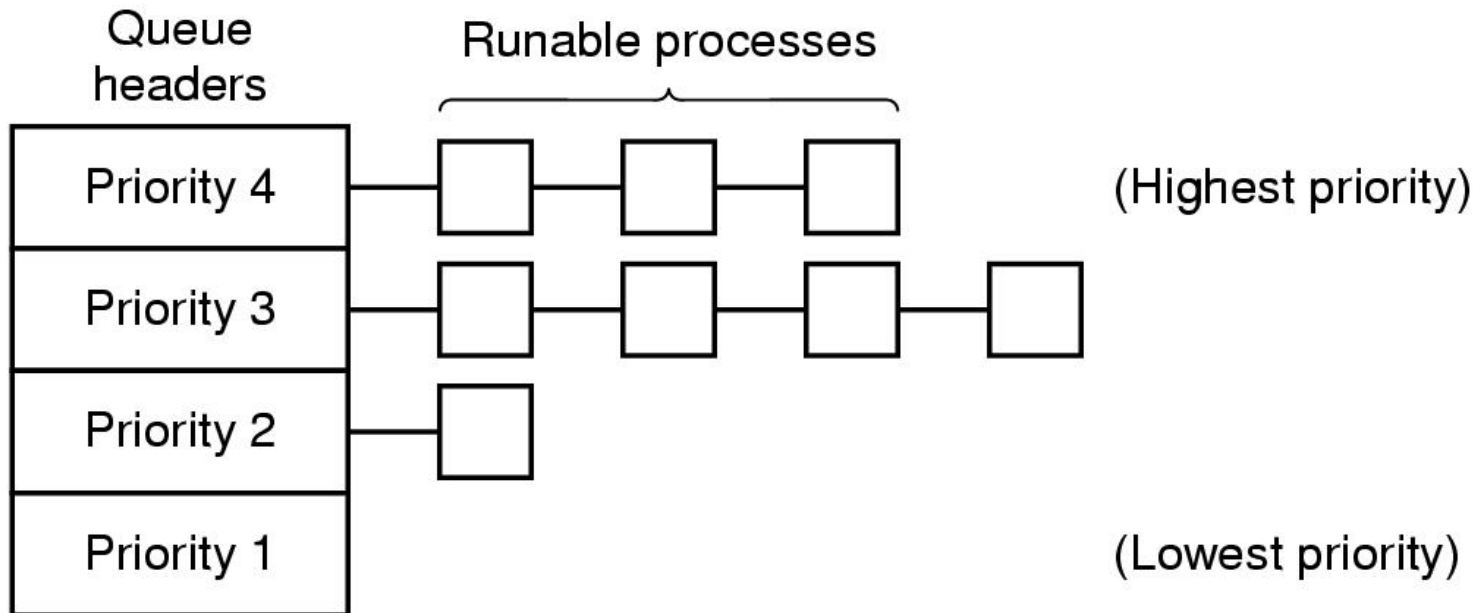 Queue
headers
Runable processes
Priority 4
(Highest priority)
Priority 3
Priority 2
Priority 1
(Lowest priority)